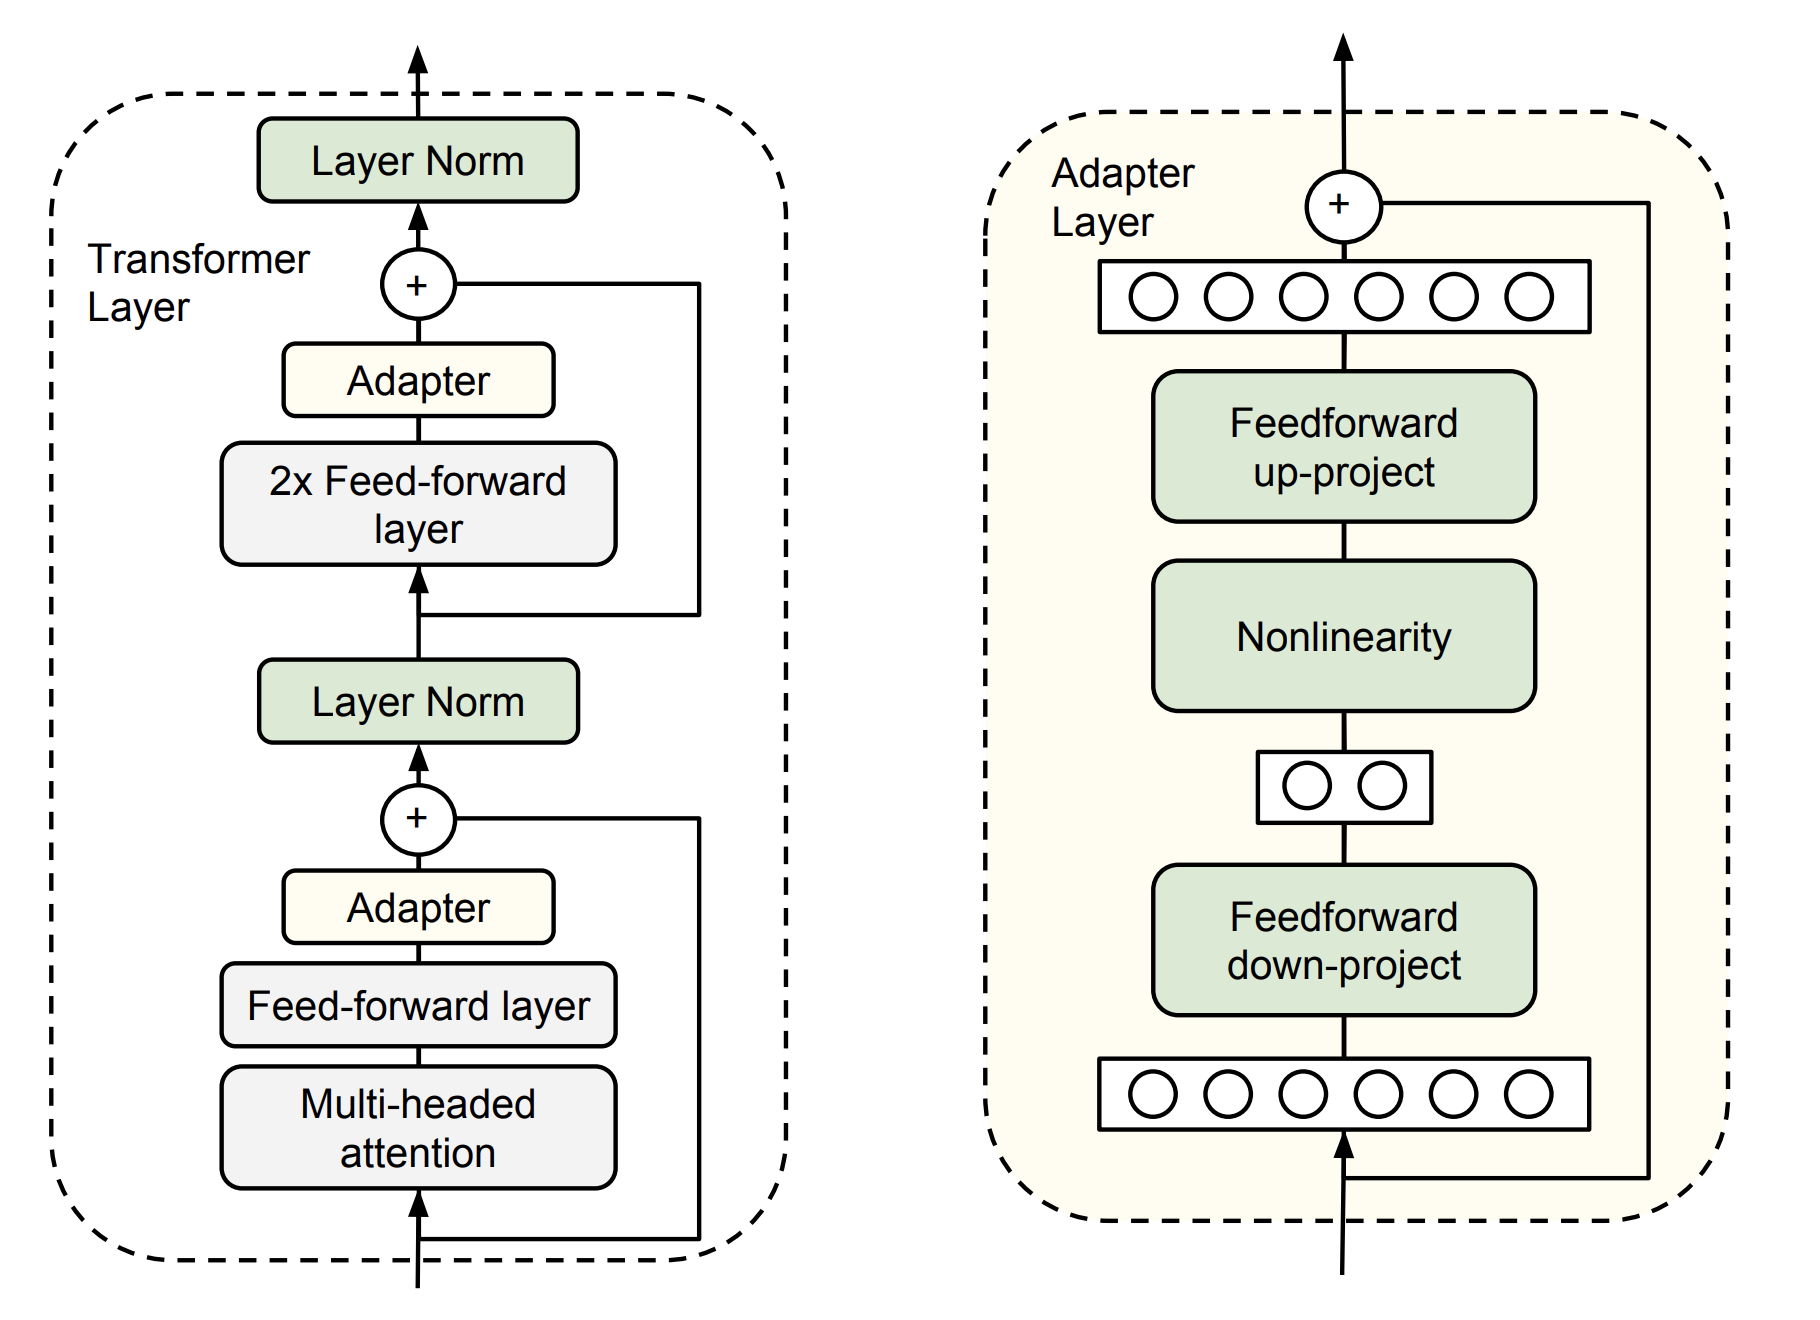 Layer Norm
Transformer
Layer
+
Adapter
2x Feed-forward
layer
Layer Norm
+
Adapter
Feed-forward layer
Multi-headed
attention
Adapter
Layer
+
Feedforward
up-project
Nonlinearity
Feedforward
down-project